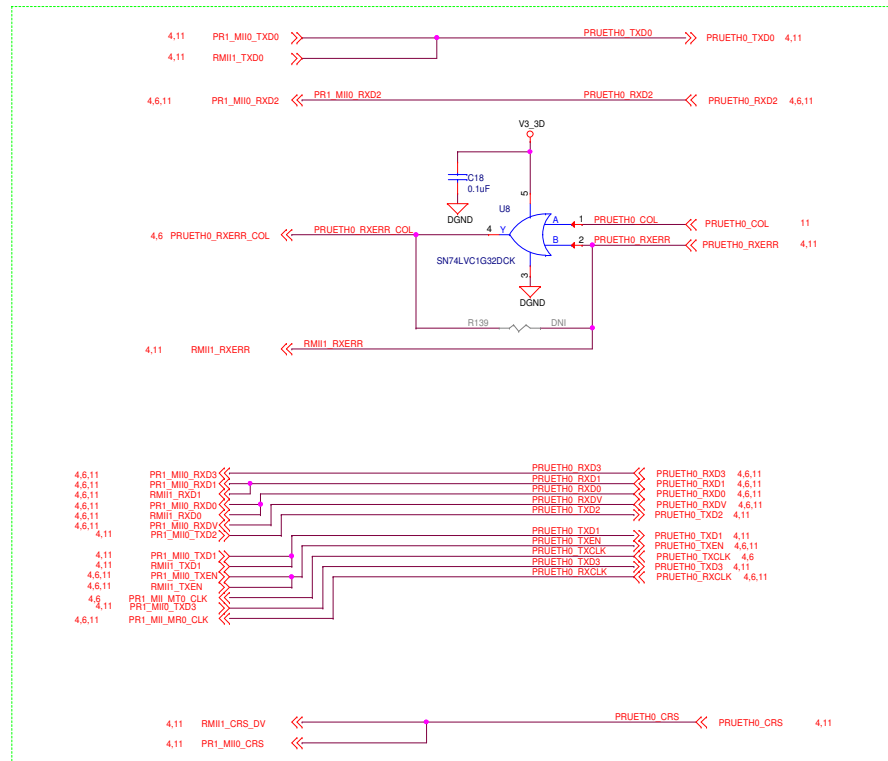 4,11 PR1_MII0_TXD0 PRUETH0_TXD0 PRUETH0_TXD0 4,11
4,11 RMII1_TXD0
4,6,11 PR1_MII0_RXD2 PR1_MII0_RXD2 PRUETH0_RXD2 PRUETH0_RXD2 4,6,11
V3_3D
C18
0.1uF
DGND
5
U8
A 1 PRUETH0_COL PRUETH0_COL 11
4,6 PRUETH0_RXERR_COL PRUETH0_RXERR_COL 4 Y
B 2 PRUETH0_RXERR PRUETH0_RXERR 4,11
SN74LVC1G32DCK
3
DGND
R139 DNI
4,11 RMII1_RXERR RMII1_RXERR
4,6,11 PR1_MII0_RXD3 PRUETH0_RXD3 PRUETH0_RXD3 4,6,11
4,6,11 PR1_MII0_RXD1 PRUETH0_RXD1 PRUETH0_RXD1 4,6,11
4,6,11 RMII1_RXD1 PRUETH0_RXD0 PRUETH0_RXD0 4,6,11
4,6,11 PR1_MII0_RXD0 PRUETH0_RXDV PRUETH0_RXDV 4,6,11
4,6,11 RMII1_RXD0 PRUETH0_TXD2 PRUETH0_TXD2 4,11
4,6,11 PR1_MII0_RXDV
4,11 PR1_MII0_TXD2 PRUETH0_TXD1 PRUETH0_TXD1 4,11
PRUETH0_TXEN PRUETH0_TXEN 4,6,11
4,11 PR1_MII0_TXD1 PRUETH0_TXCLK PRUETH0_TXCLK 4,6
4,11 RMII1_TXD1 PRUETH0_TXD3 PRUETH0_TXD3 4,11
4,6,11 PR1_MII0_TXEN PRUETH0_RXCLK PRUETH0_RXCLK 4,6,11
4,6,11 RMII1_TXEN
4,6 PR1_MII_MT0_CLK
4,11 PR1_MII0_TXD3
4,6,11 PR1_MII_MR0_CLK
4,11 RMII1_CRS_DV PRUETH0_CRS PRUETH0_CRS 4,11
4,11 PR1_MII0_CRS